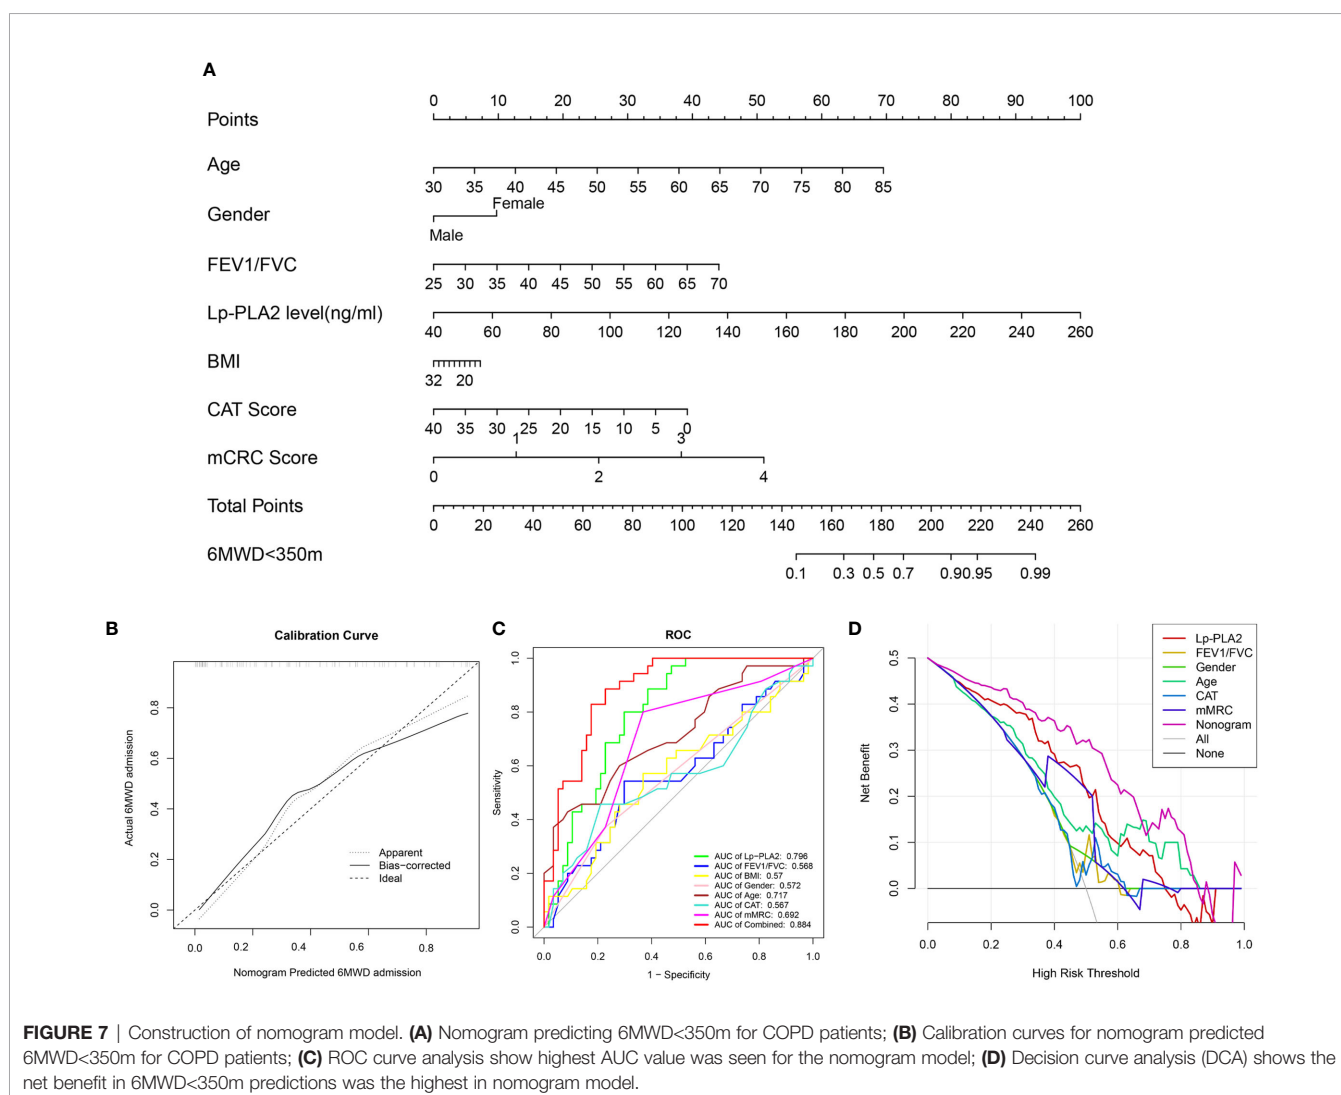 A
Points
0 10 20 30 40 50 60 70 80 90 100
Age
30 35 40 45 50 55 60 65 70 75 80 85
Gender
Female
Male
FEV1/FVC
25 30 35 40 45 50 55 60 65 70
Lp-PLA2 level(ng/ml)
40 60 80 100 120 140 160 180 200 220 240 260
BMI
32 20
CAT Score
40 35 30 25 20 15 10 5 0
mCRC Score
1 3
0 2 4
Total Points
0 20 40 60 80 100 120 140 160 180 200 220 240 260
6MWD<350m
0.1 0.3 0.5 0.7 0.90 0.95 0.99
B
Calibration Curve
Actual 6MWD admission
0.8
0.6
0.4
0.2
0.0
Apparent
Bias-corrected
Ideal
0.0 0.2 0.4 0.6 0.8
Nomogram Predicted 6MWD admission
C
ROC
Sensitivity
1.0
0.8
0.6
0.4
0.2
0.0
AUC of Lp-PLA2: 0.796
AUC of FEV1/FVC: 0.568
AUC of BMI: 0.57
AUC of Gender: 0.572
AUC of Age: 0.717
AUC of CAT: 0.567
AUC of mMRC: 0.692
AUC of Combined: 0.884
0.0 0.2 0.4 0.6 0.8 1.0
1 - Specificity
D
Net Benefit
0.5
0.4
0.3
0.2
0.1
0.0
Lp-PLA2
FEV1/FVC
Gender
Age
CAT
mMRC
Nonogram
All
None
0.0 0.2 0.4 0.6 0.8 1.0
High Risk Threshold
FIGURE 7 | Construction of nomogram model. (A) Nomogram predicting 6MWD<350m for COPD patients; (B) Calibration curves for nomogram predicted
6MWD<350m for COPD patients; (C) ROC curve analysis show highest AUC value was seen for the nomogram model; (D) Decision curve analysis (DCA) shows the
net benefit in 6MWD<350m predictions was the highest in nomogram model.